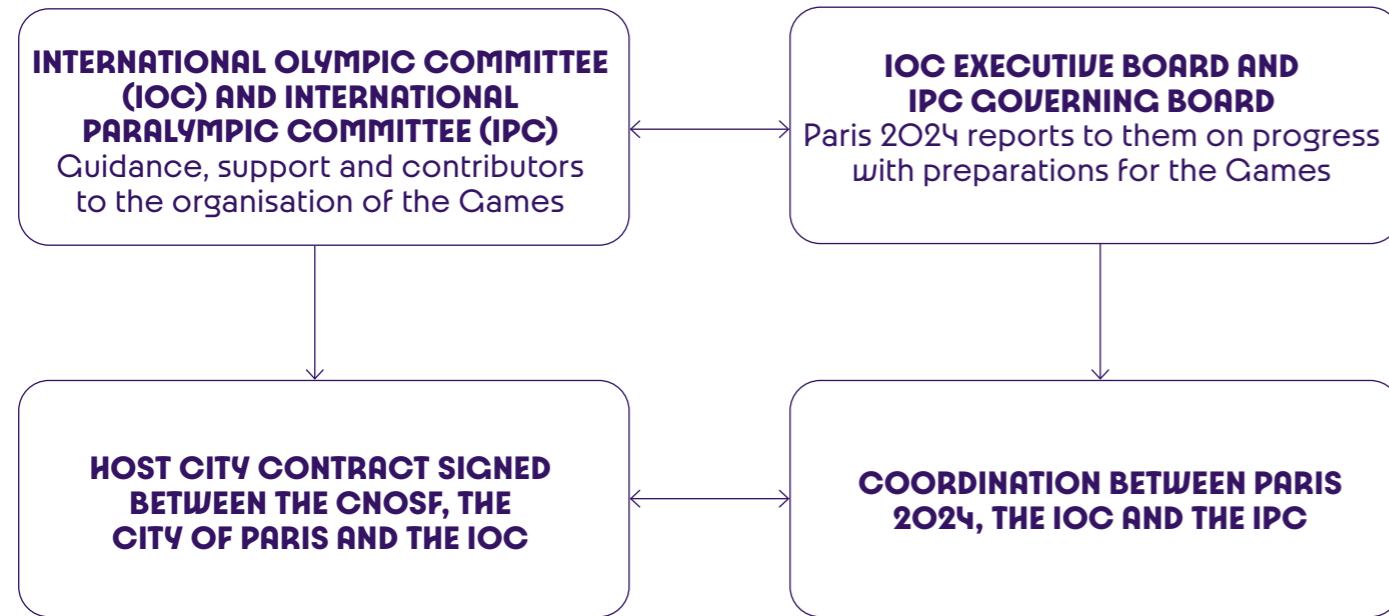 INTERNATIONAL OLYMPIC COMMITTEE
(IOC) AND INTERNATIONAL
PARALYMPIC COMMITTEE (IPC)
Guidance, support and contributors
to the organisation of the Games
IOC EXECUTIVE BOARD AND
IPC GOVERNING BOARD
Paris 2024 reports to them on progress
with preparations for the Games
HOST CITY CONTRACT SIGNED
BETWEEN THE CNOSF, THE
CITY OF PARIS AND THE IOC
COORDINATION BETWEEN PARIS
2024, THE IOC AND THE IPC